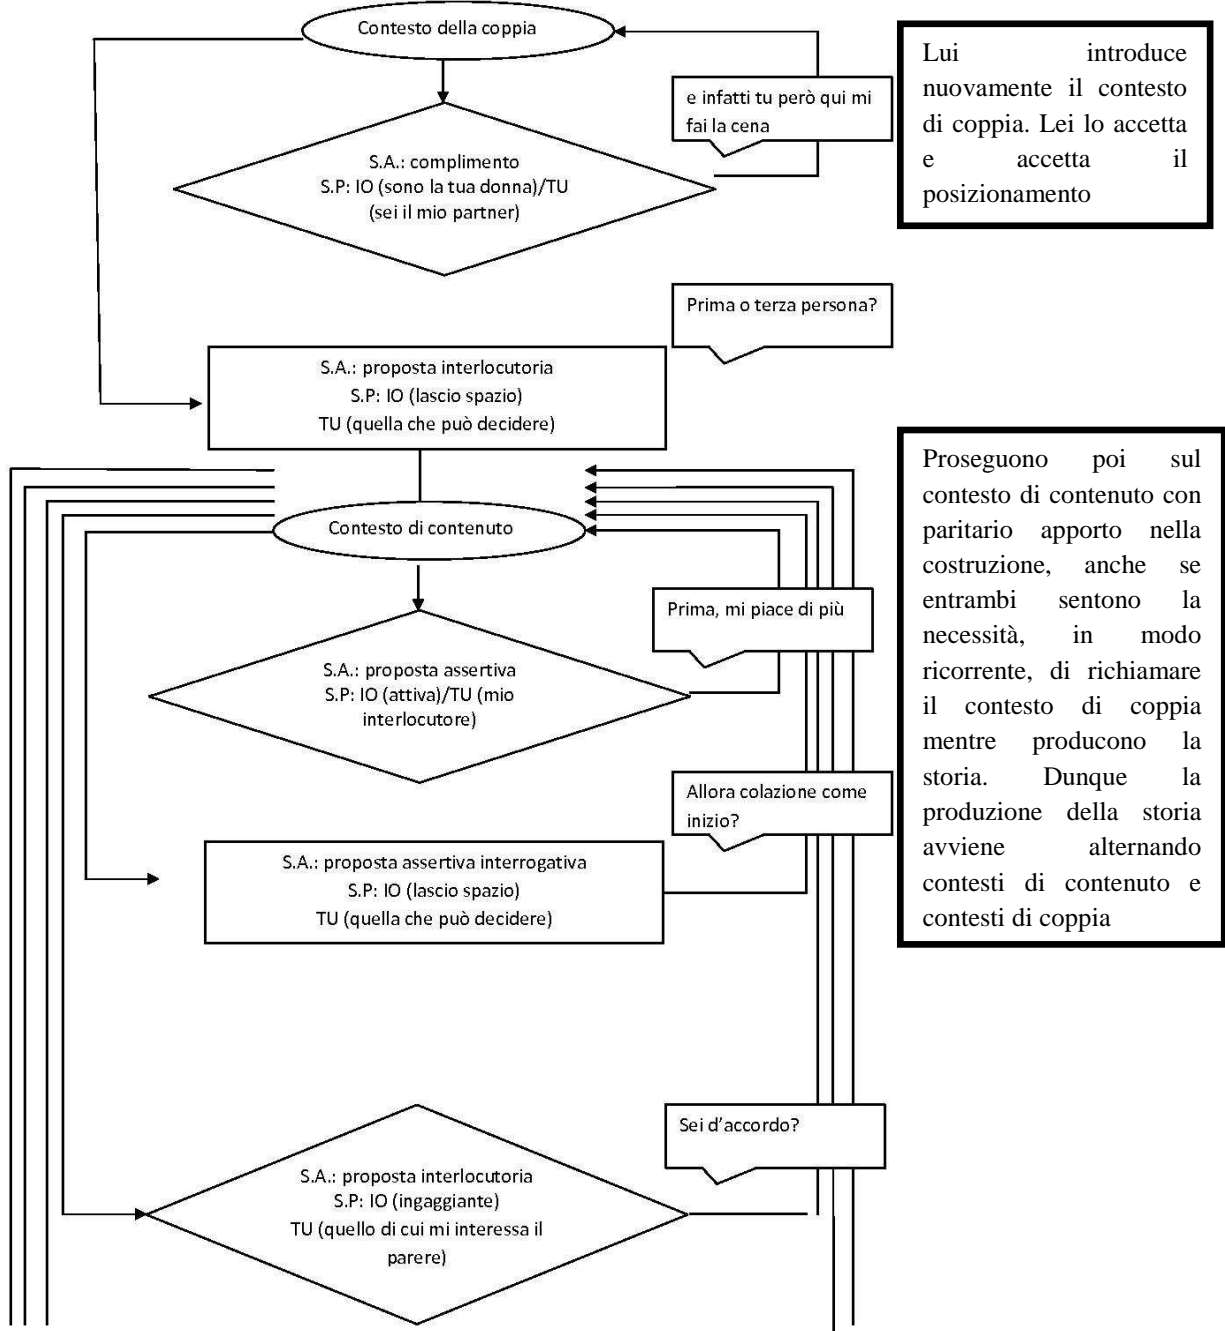 Contesto della coppia
e infatti tu però qui mi
fai la cena
S.A.: complimento
S.P: IO (sono la tua donna)/TU
(sei il mio partner)
Lui introduce
nuovamente il contesto
di coppia. Lei lo accetta
e accetta il
posizionamento
Prima o terza persona?
S.A.: proposta interlocutoria
S.P: IO (lascio spazio)
TU (quella che può decidere)
Contesto di contenuto
Prima, mi piace di più
S.A.: proposta assertiva
S.P: IO (attiva)/TU (mio
interlocutore)
Proseguono poi sul
contesto di contenuto con
paritario apporto nella
costruzione, anche se
entrambi sentono la
necessità, in modo
ricorrente, di richiamare
il contesto di coppia
mentre producono la
storia. Dunque la
produzione della storia
avviene alternando
contesti di contenuto e
contesti di coppia
Allora colazione come
inizio?
S.A.: proposta assertiva interrogativa
S.P: IO (lascio spazio)
TU (quella che può decidere)
Sei d'accordo?
S.A.: proposta interlocutoria
S.P: IO (ingaggiante)
TU (quello di cui mi interessa il
parere)